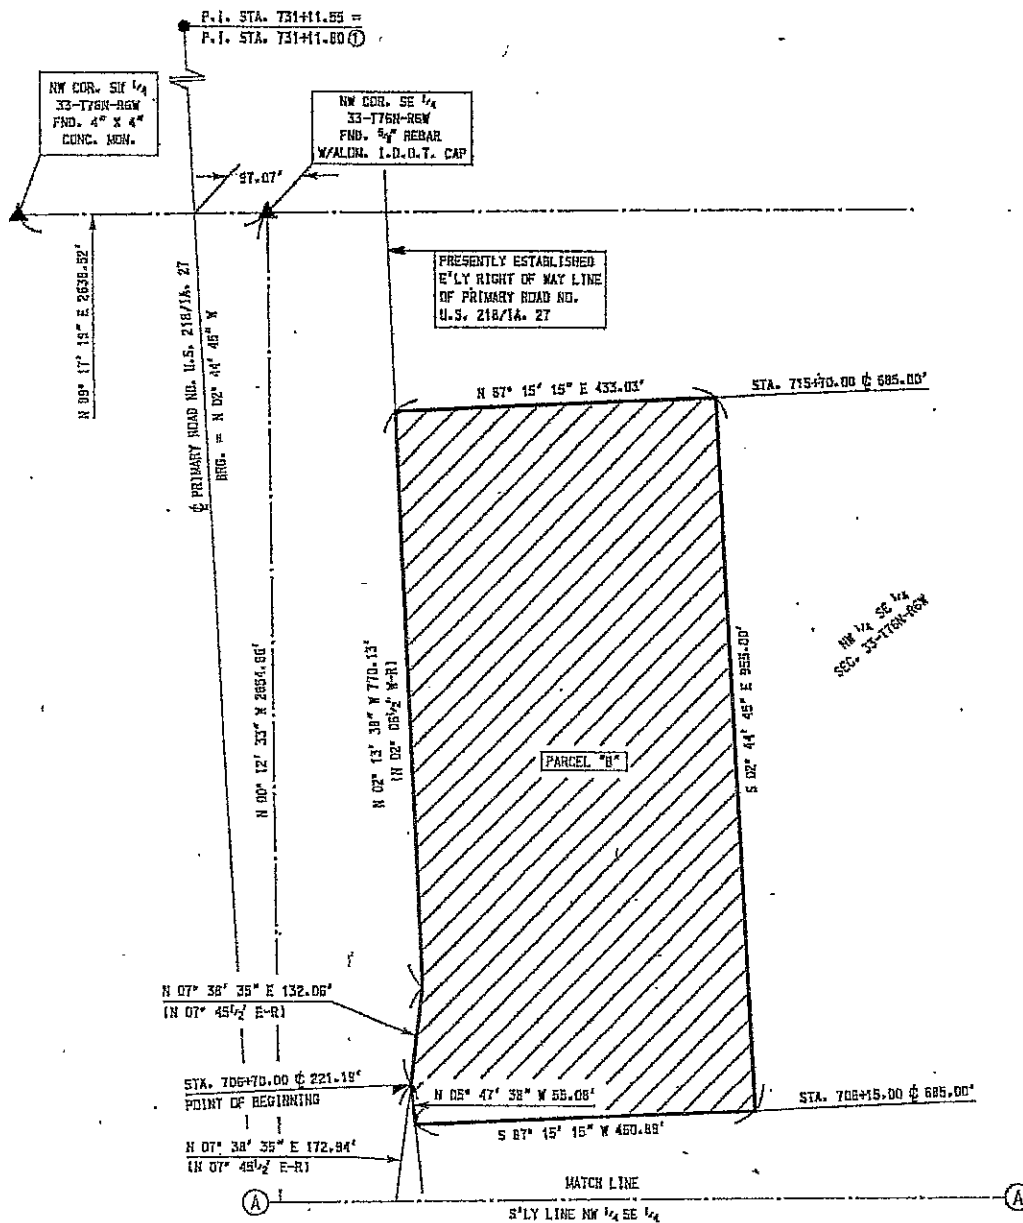 P.I. STA. 731+11.55 =
P.I. STA. 731+11.80 ①
NW COR. SW 1/4
33-T76N-R6W
FND. 4" X 4"
CONC. MON.
NW COR. SE 1/4
33-T76N-R6W
FND. 5/8" REBAR
W/ALUM. I.D.O.T. CAP
97.07'
N 89° 17' 19" E 2638.52'
℄ PRIMARY ROAD NO. U.S. 218/IA. 27
BRG. = N 02° 44' 45" W
PRESENTLY ESTABLISHED
E'LY RIGHT OF WAY LINE
OF PRIMARY ROAD NO.
U.S. 218/IA. 27
N 87° 15' 15" E 433.03'
STA. 715+70.00 ℄ 685.00'
N 00° 12' 33" W
N 02° 13' 38" W 770.13'
(N 02° 06 1/2' W-R)
S 02° 44' 45" E 955.00'
NW 1/4 SE 1/4
SEC. 33-T76N-R6W
PARCEL "B"
N 07° 38' 35" E 132.06'
(N 07° 45 1/2' E-R)
STA. 706+70.00 ℄ 221.19'
POINT OF BEGINNING
N 05° 47' 38" W 55.08'
STA. 706+15.00 ℄ 685.00'
S 87° 15' 15" W 460.89'
N 07° 38' 35" E 172.94'
(N 07° 45 1/2' E-R)
MATCH LINE
A
A
S'LY LINE NW 1/4 SE 1/4